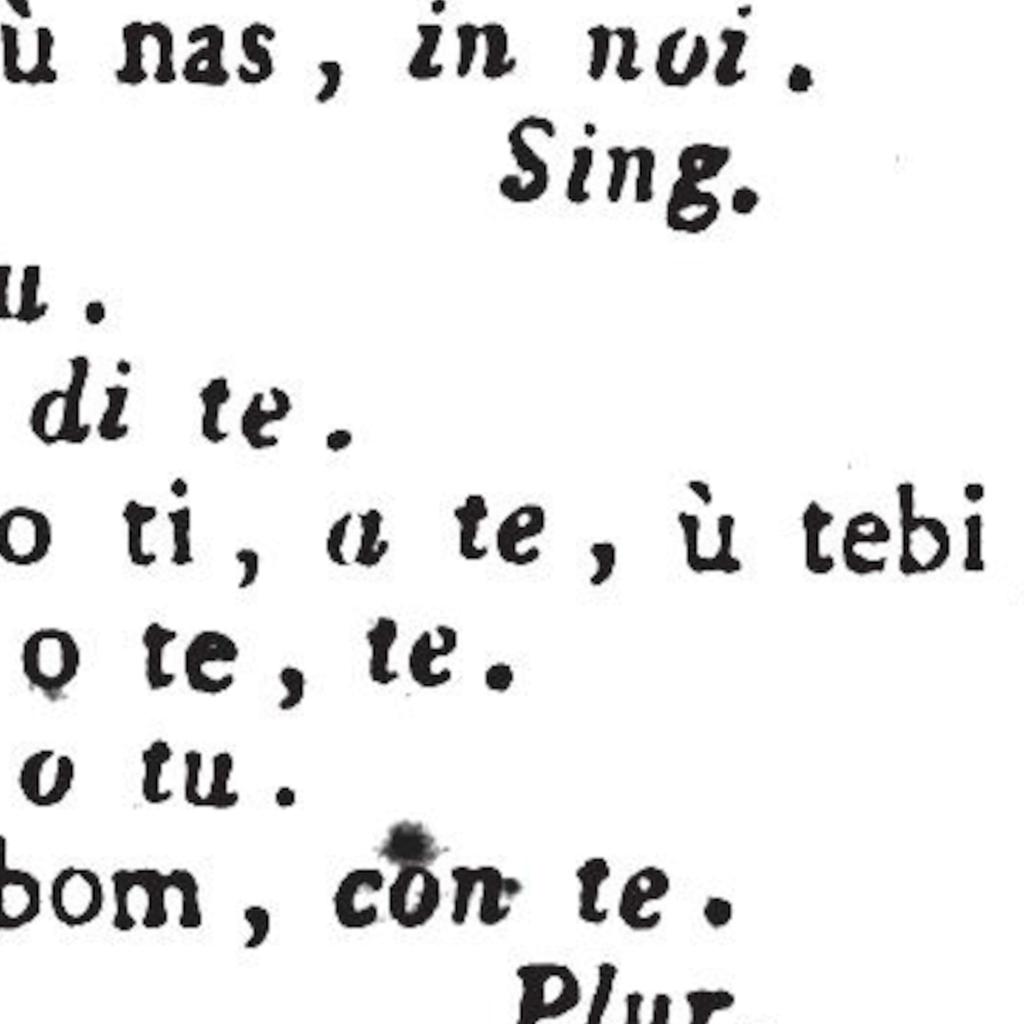 ù nas, in noi.
Sing.
u.
di te.
o ti, a te, ù tebi
o te, te.
o tu.
bom, con te.
Plur.